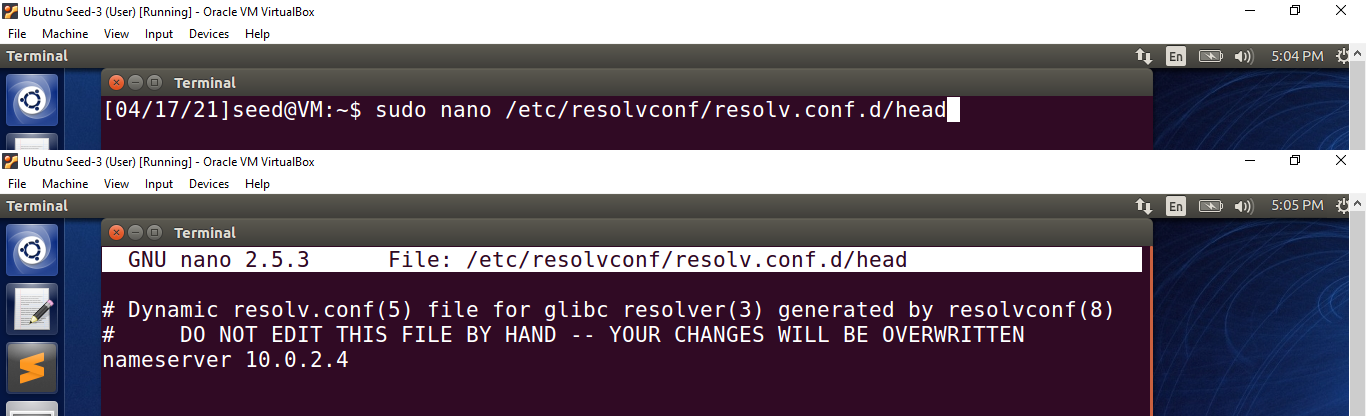 Ubutnu Seed-3 (User) [Running] - Oracle VM VirtualBox
File Machine View Input Devices Help
Terminal En 5:04 PM
Terminal
[04/17/21]seed@VM:~$ sudo nano /etc/resolvconf/resolv.conf.d/head
Ubutnu Seed-3 (User) [Running] - Oracle VM VirtualBox
File Machine View Input Devices Help
Terminal En 5:05 PM
Terminal
GNU nano 2.5.3 File: /etc/resolvconf/resolv.conf.d/head
# Dynamic resolv.conf(5) file for glibc resolver(3) generated by resolvconf(8)
# DO NOT EDIT THIS FILE BY HAND -- YOUR CHANGES WILL BE OVERWRITTEN
nameserver 10.0.2.4